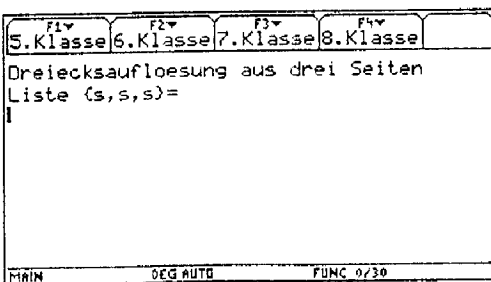 F1▾ F2▾ F3▾ F4▾
5.Klasse 6.Klasse 7.Klasse 8.Klasse
Dreiecksaufloesung aus drei Seiten
Liste {s,s,s}=
MAIN DEG AUTO FUNC 0/30